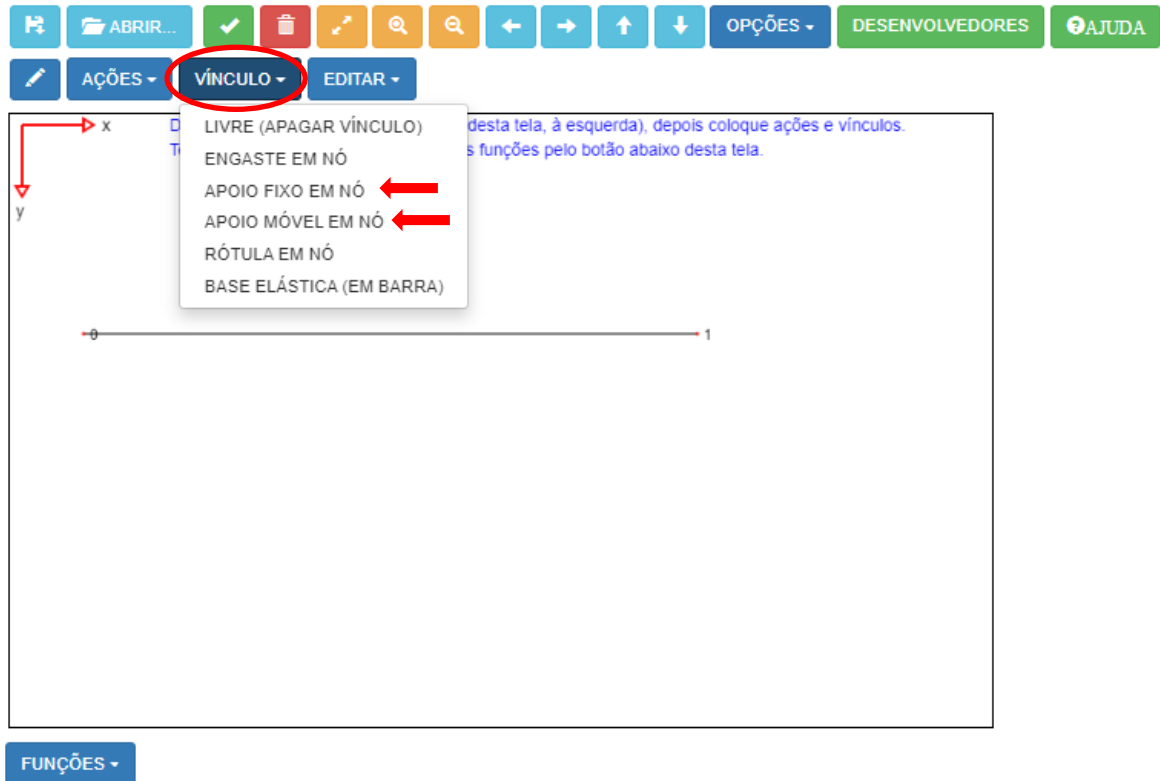 ABRIR... OPÇÕES DESENVOLVEDORES AJUDA
AÇÕES VÍNCULO EDITAR
x D desta tela, à esquerda), depois coloque ações e vínculos.
LIVRE (APAGAR VÍNCULO)
s funções pelo botão abaixo desta tela.
ENGASTE EM NÓ
APOIO FIXO EM NÓ
y
APOIO MÓVEL EM NÓ
RÓTULA EM NÓ
BASE ELÁSTICA (EM BARRA)
0 1
FUNÇÕES